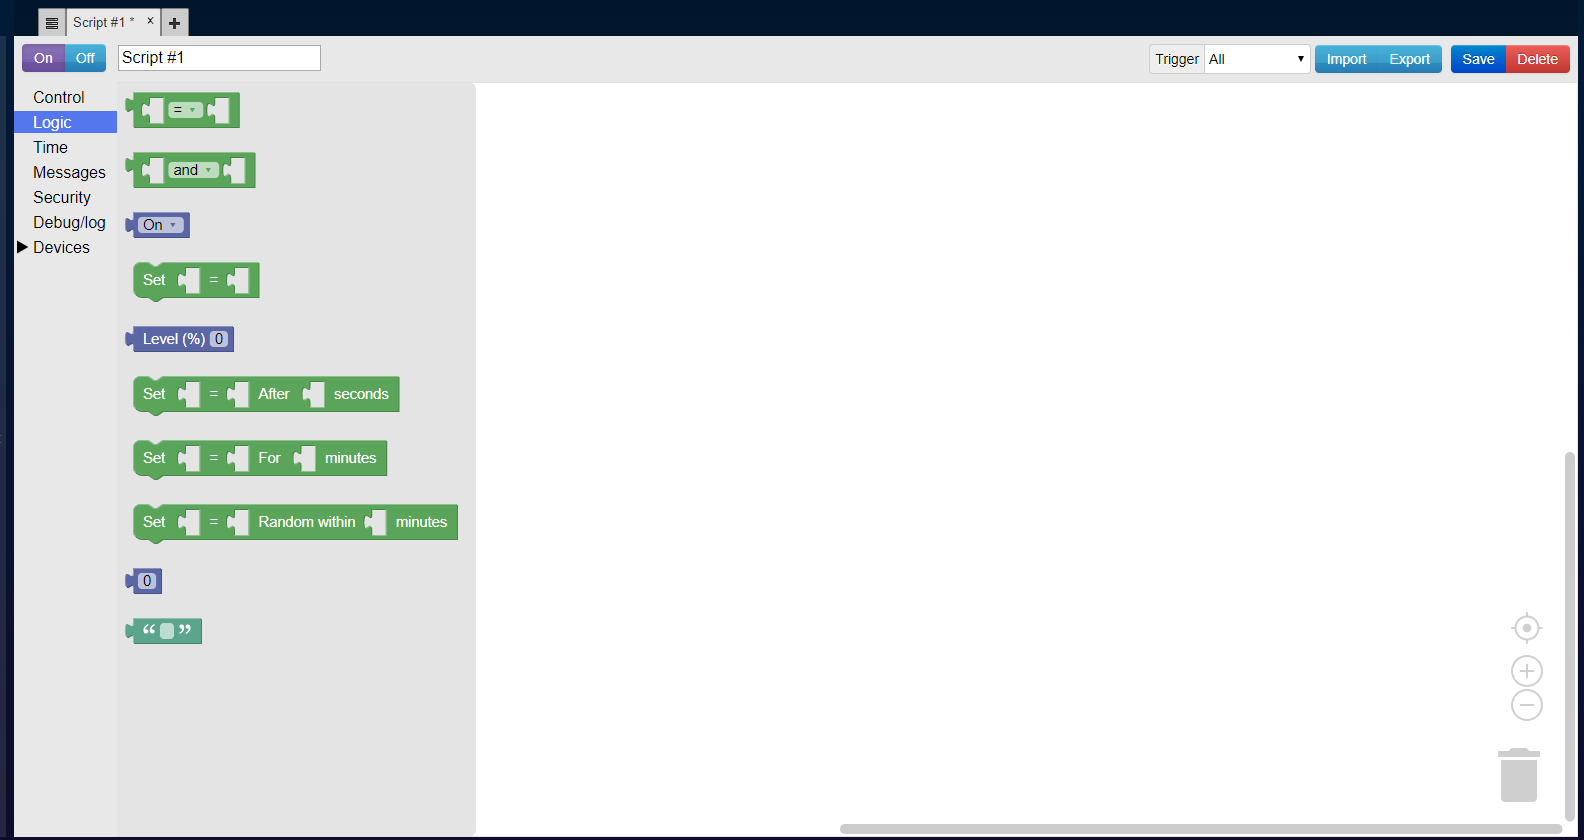 Script #1 * ×
On Off Script #1 Trigger All Import Export Save Delete
Control
Logic
Time
Messages
Security
Debug/log
Devices
=
and
On
Set =
Level (%) 0
Set = After seconds
Set = For minutes
Set = Random within minutes
0
“ ”